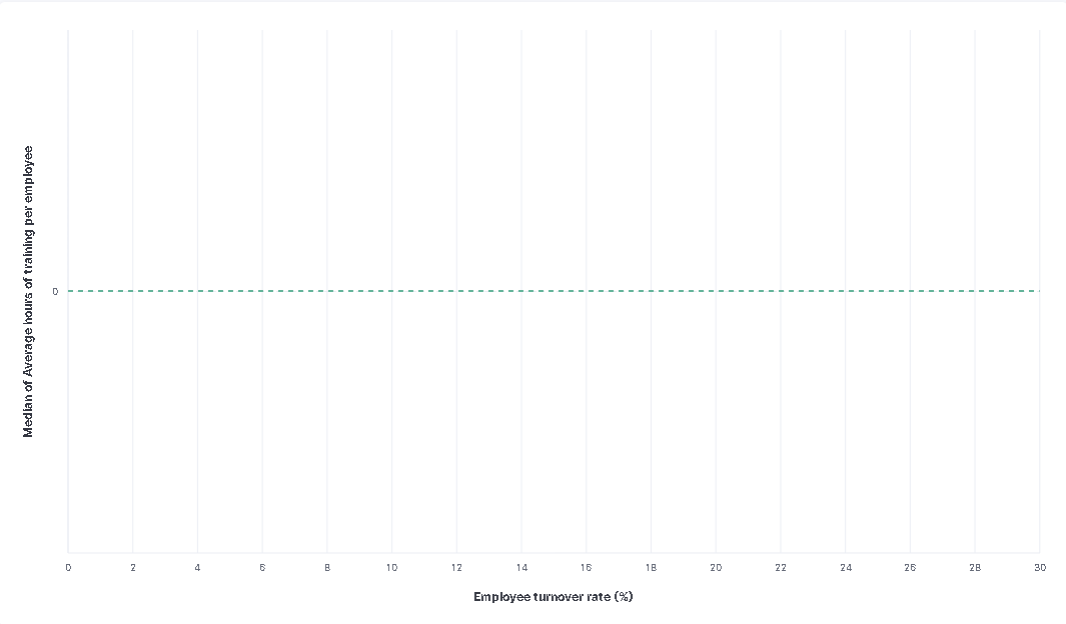 Median of Average hours of training per employee
0
0 2 4 6 8 10 12 14 16 18 20 22 24 26 28 30
Employee turnover rate (%)